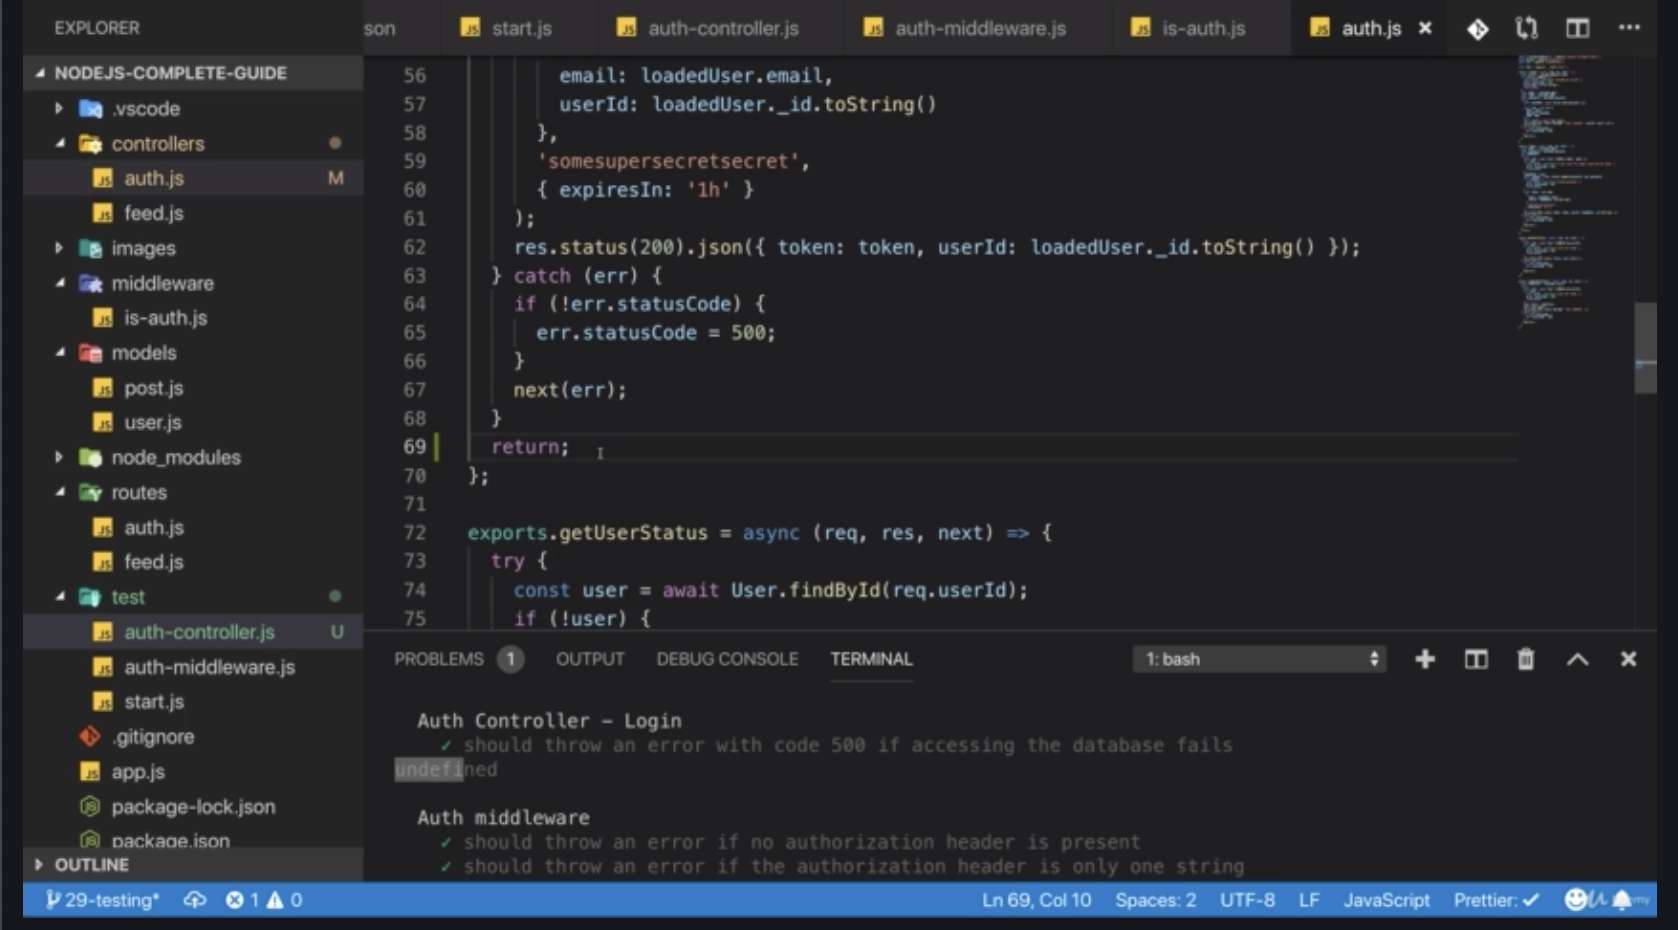 EXPLORER
son
start.js
auth-controller.js
auth-middleware.js
is-auth.js
auth.js
NODEJS-COMPLETE-GUIDE
.vscode
controllers
auth.js M
feed.js
images
middleware
is-auth.js
models
post.js
user.js
node_modules
routes
auth.js
feed.js
test
auth-controller.js U
auth-middleware.js
start.js
.gitignore
app.js
package-lock.json
package.json
OUTLINE
56 email: loadedUser.email,
57 userId: loadedUser._id.toString()
58 },
59 'somesupersecretsecret',
60 { expiresIn: '1h' }
61 );
62 res.status(200).json({ token: token, userId: loadedUser._id.toString() });
63 } catch (err) {
64 if (!err.statusCode) {
65 err.statusCode = 500;
66 }
67 next(err);
68 }
69 return;
70 };
71
72 exports.getUserStatus = async (req, res, next) => {
73 try {
74 const user = await User.findById(req.userId);
75 if (!user) {
PROBLEMS 1 OUTPUT DEBUG CONSOLE TERMINAL 1: bash
Auth Controller – Login
✓ should throw an error with code 500 if accessing the database fails
undefined
Auth middleware
✓ should throw an error if no authorization header is present
✓ should throw an error if the authorization header is only one string
29-testing* 1 0 Ln 69, Col 10 Spaces: 2 UTF-8 LF JavaScript Prettier: ✓